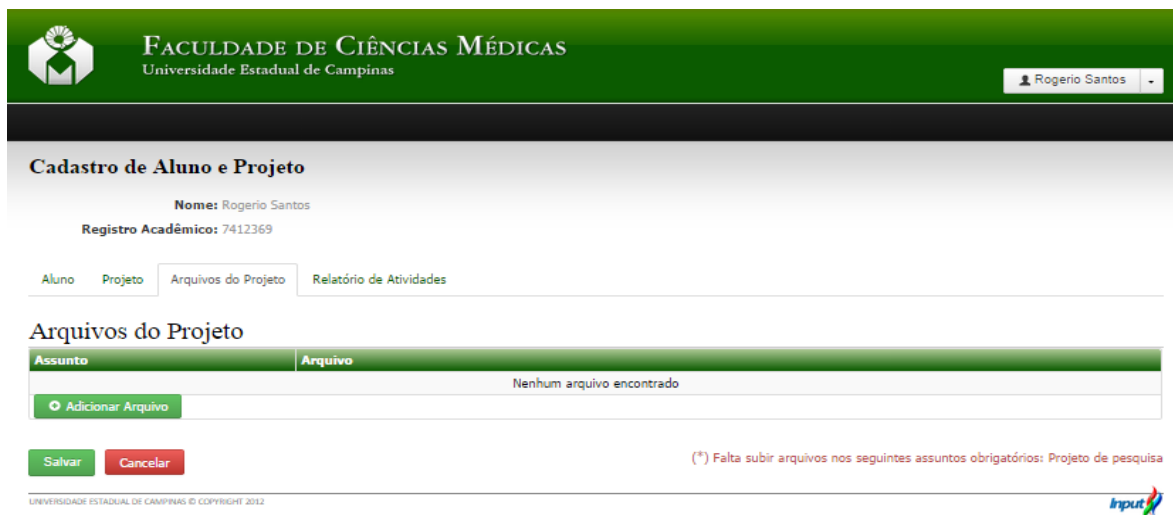 FACULDADE DE CIÊNCIAS MÉDICAS
Universidade Estadual de Campinas
Rogerio Santos
Cadastro de Aluno e Projeto
Nome: Rogerio Santos
Registro Acadêmico: 7412369
Aluno Projeto Arquivos do Projeto Relatório de Atividades
Arquivos do Projeto
Assunto Arquivo
Nenhum arquivo encontrado
Adicionar Arquivo
Salvar Cancelar (*) Falta subir arquivos nos seguintes assuntos obrigatórios: Projeto de pesquisa
UNIVERSIDADE ESTADUAL DE CAMPINAS © COPYRIGHT 2012 Input